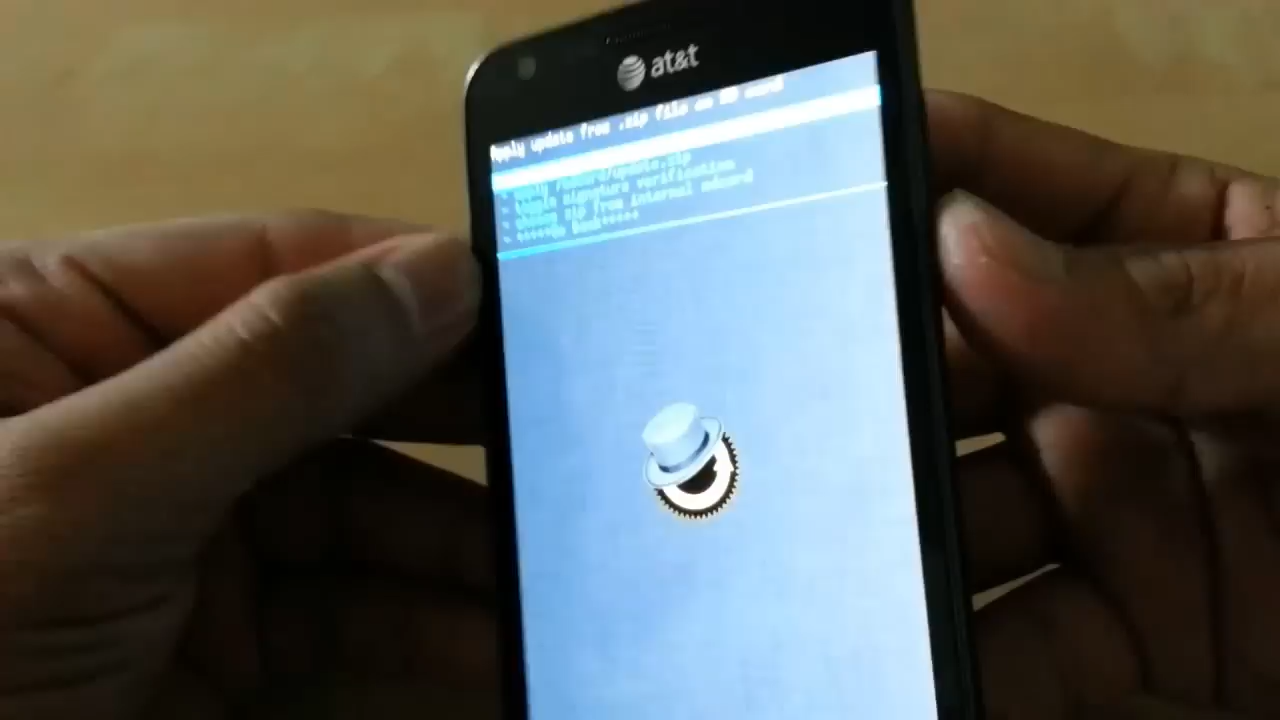 at&t
Apply update from .zip file on SD card
- apply /sdcard/update.zip
- toggle signature verification
- choose zip from internal sdcard
- +++++Go Back+++++